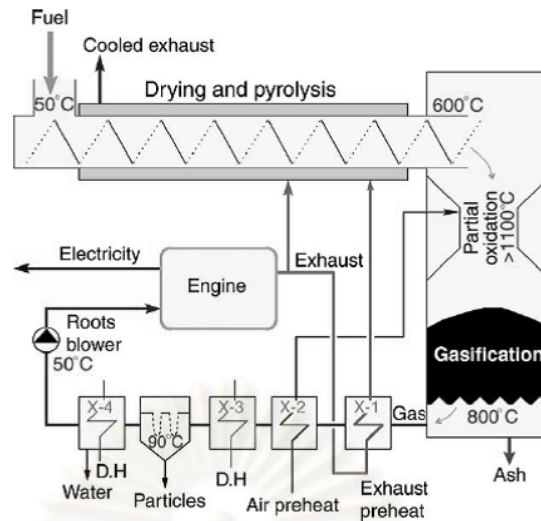 Fuel
Cooled exhaust
50°C
Drying and pyrolysis
600°C
Partial
oxidation
>1100°C
Electricity
Engine
Exhaust
Roots
blower
50°C
Gasification
X-4
90°C
X-3
X-2
X-1
Gas
800°C
D.H
Water
Particles
D.H
Air preheat
Exhaust
preheat
Ash